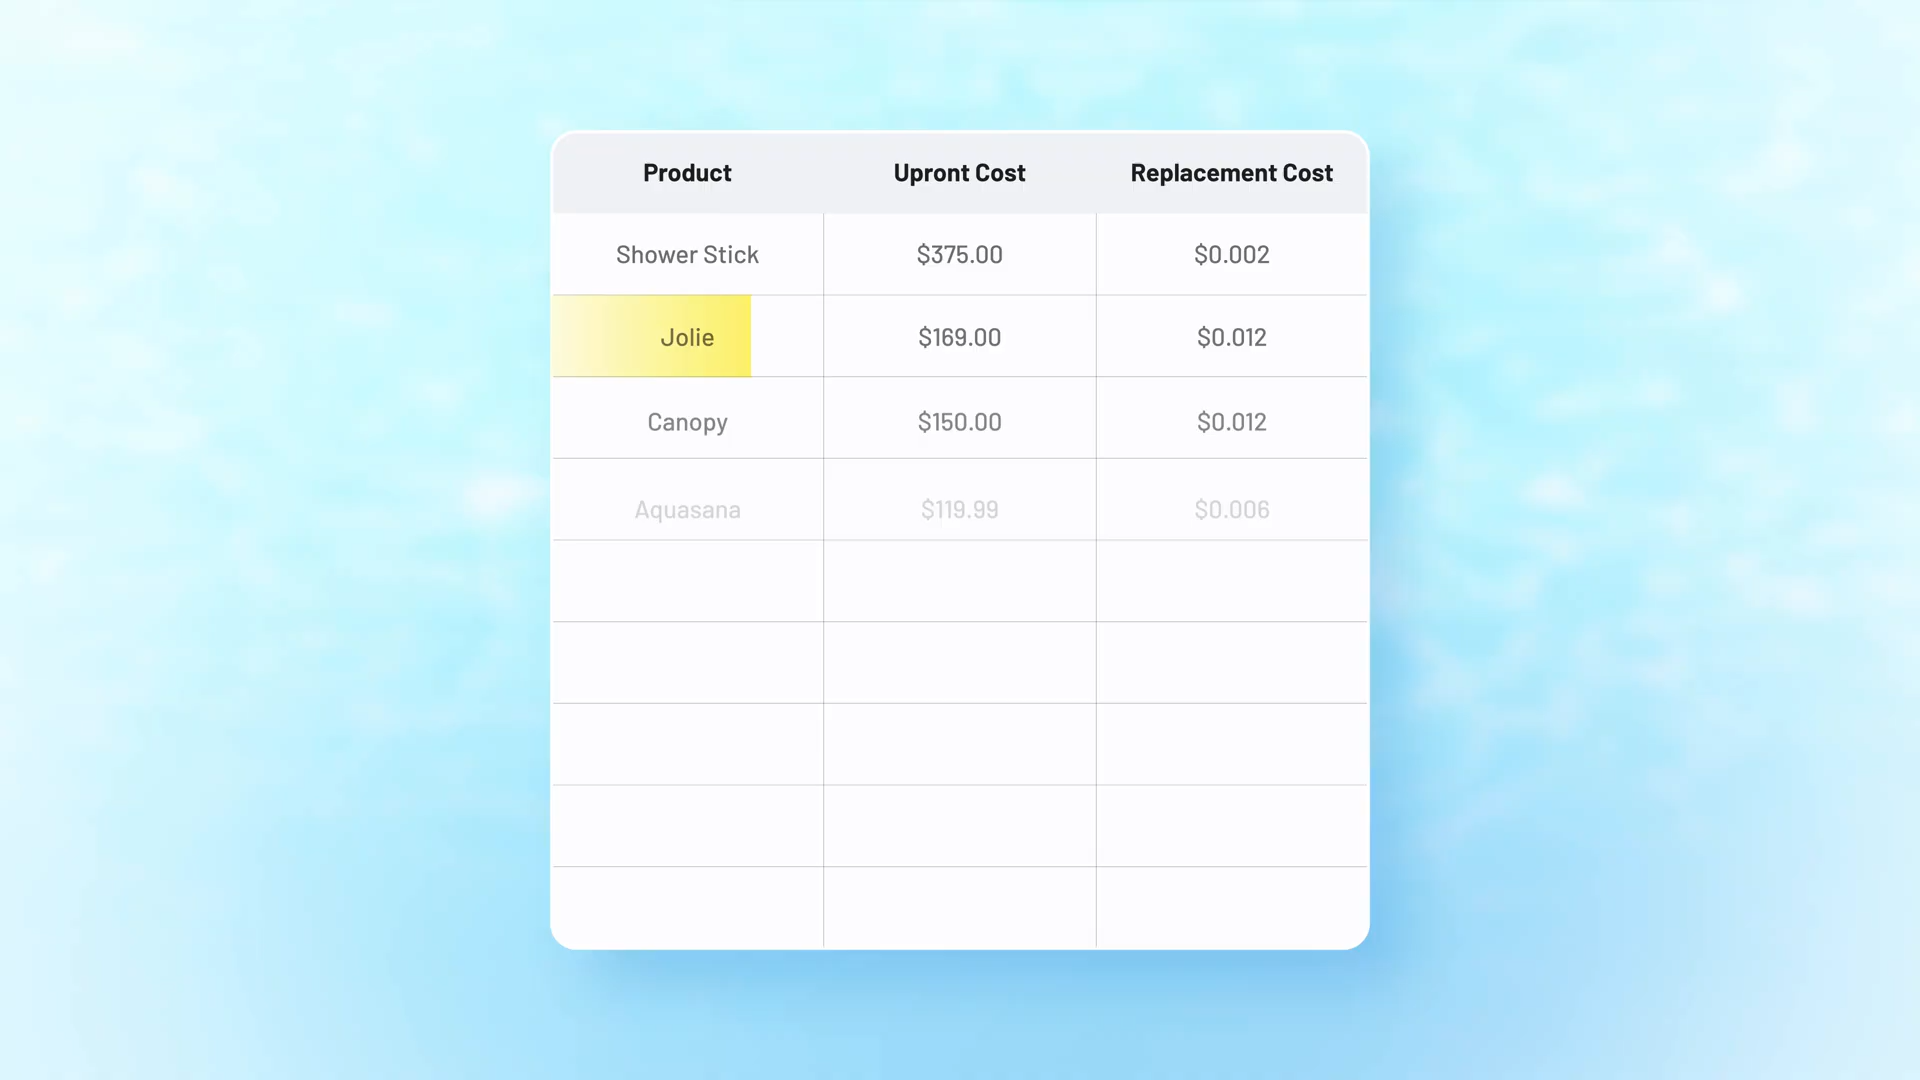 Product Upront Cost Replacement Cost
Shower Stick $375.00 $0.002
Jolie $169.00 $0.012
Canopy $150.00 $0.012
Aquasana $119.99 $0.006